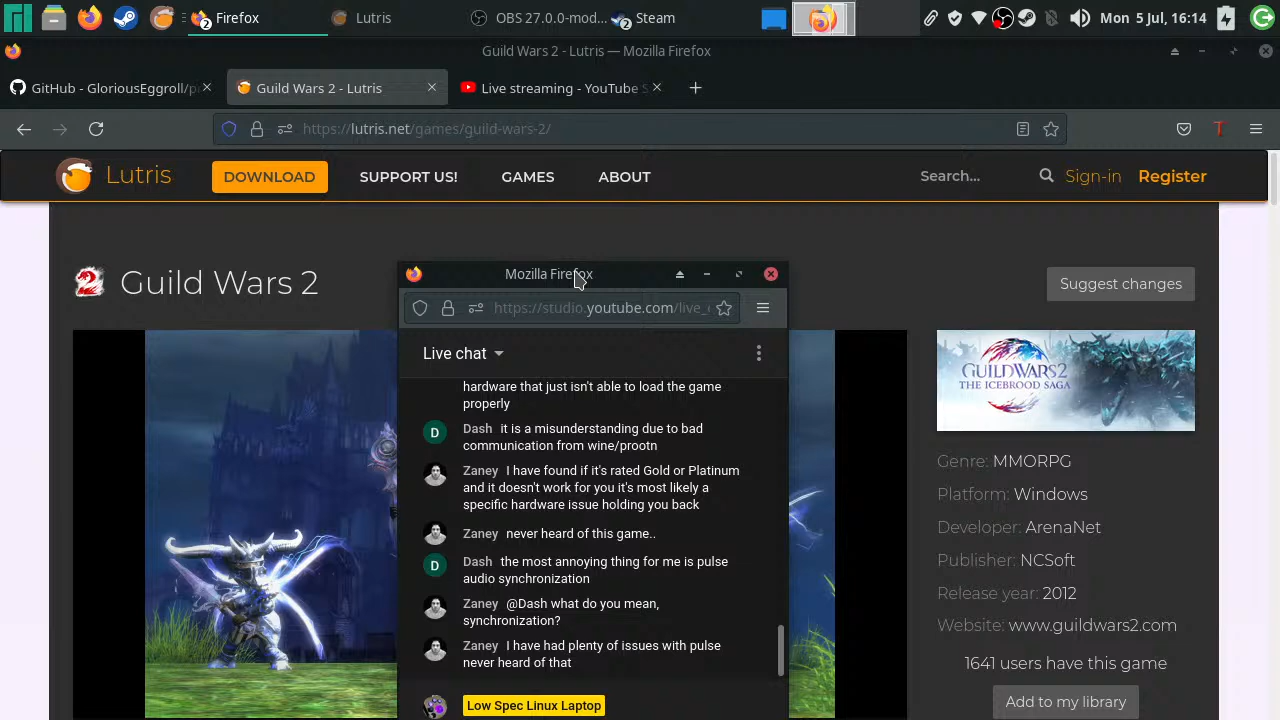 2
Firefox
Lutris
OBS 27.0.0-mod...
2
Steam
Mon 5 Jul, 16:14
Guild Wars 2 - Lutris — Mozilla Firefox
GitHub - GloriousEggroll/p
Guild Wars 2 - Lutris
Live streaming - YouTube S
https://lutris.net/games/guild-wars-2/
Lutris
DOWNLOAD
SUPPORT US!
GAMES
ABOUT
Search...
Sign-in
Register
Guild Wars 2
Suggest changes
Mozilla Firefox
https://studio.youtube.com/live_
Live chat
hardware that just isn't able to load the game
properly
D
Dash it is a misunderstanding due to bad
communication from wine/prootn
Zaney I have found if it's rated Gold or Platinum
and it doesn't work for you it's most likely a
specific hardware issue holding you back
Zaney never heard of this game..
D
Dash the most annoying thing for me is pulse
audio synchronization
Zaney @Dash what do you mean,
synchronization?
Zaney I have had plenty of issues with pulse
never heard of that
Low Spec Linux Laptop
GUILD WARS 2
THE ICEBROOD SAGA
Genre: MMORPG
Platform: Windows
Developer: ArenaNet
Publisher: NCSoft
Release year: 2012
Website: www.guildwars2.com
1641 users have this game
Add to my library